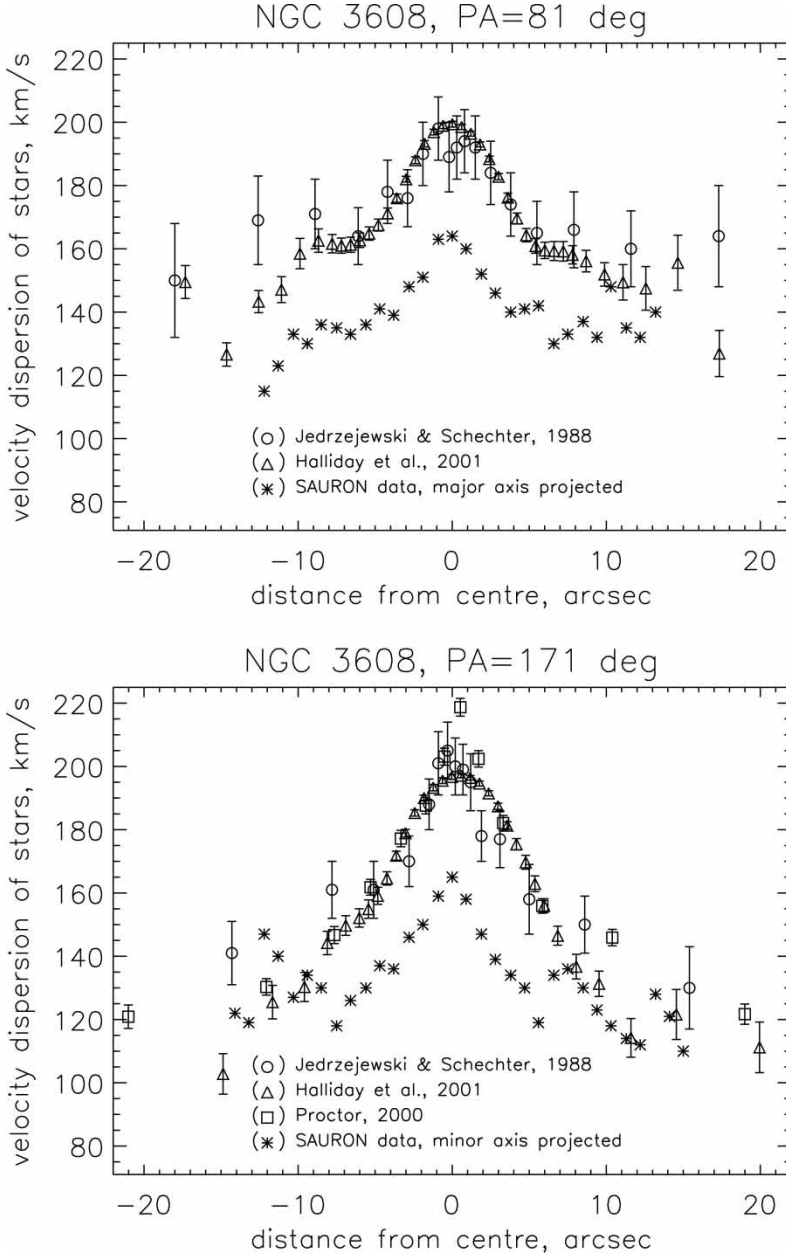 NGC 3608, PA=81 deg
220
200
180
160
140
120
100
80
velocity dispersion of stars, km/s
(○) Jedrzejewski & Schechter, 1988
(△) Halliday et al., 2001
(∗) SAURON data, major axis projected
−20 −10 0 10 20
distance from centre, arcsec
NGC 3608, PA=171 deg
220
200
180
160
140
120
100
80
velocity dispersion of stars, km/s
(○) Jedrzejewski & Schechter, 1988
(△) Halliday et al., 2001
(□) Proctor, 2000
(∗) SAURON data, minor axis projected
−20 −10 0 10 20
distance from centre, arcsec